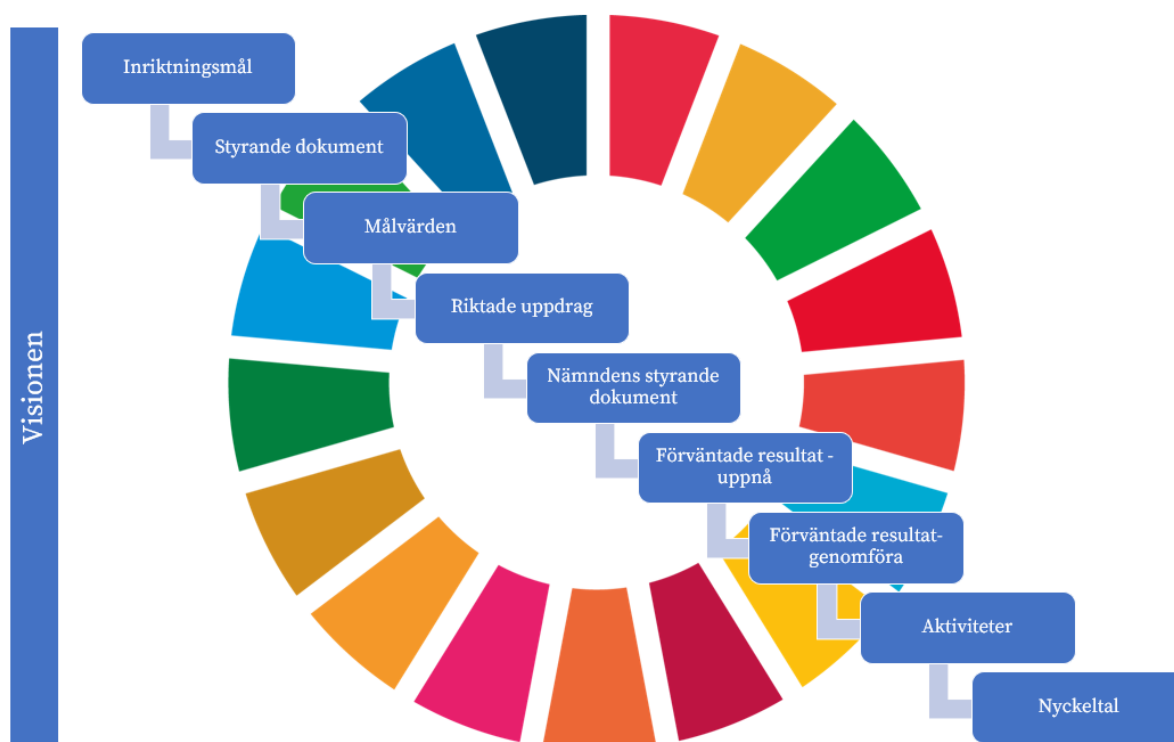 Visionen
Inriktningsmål
Styrande dokument
Målvärden
Riktade uppdrag
Nämndens styrande
dokument
Förväntade resultat -
uppnå
Förväntade resultat-
genomföra
Aktiviteter
Nyckeltal